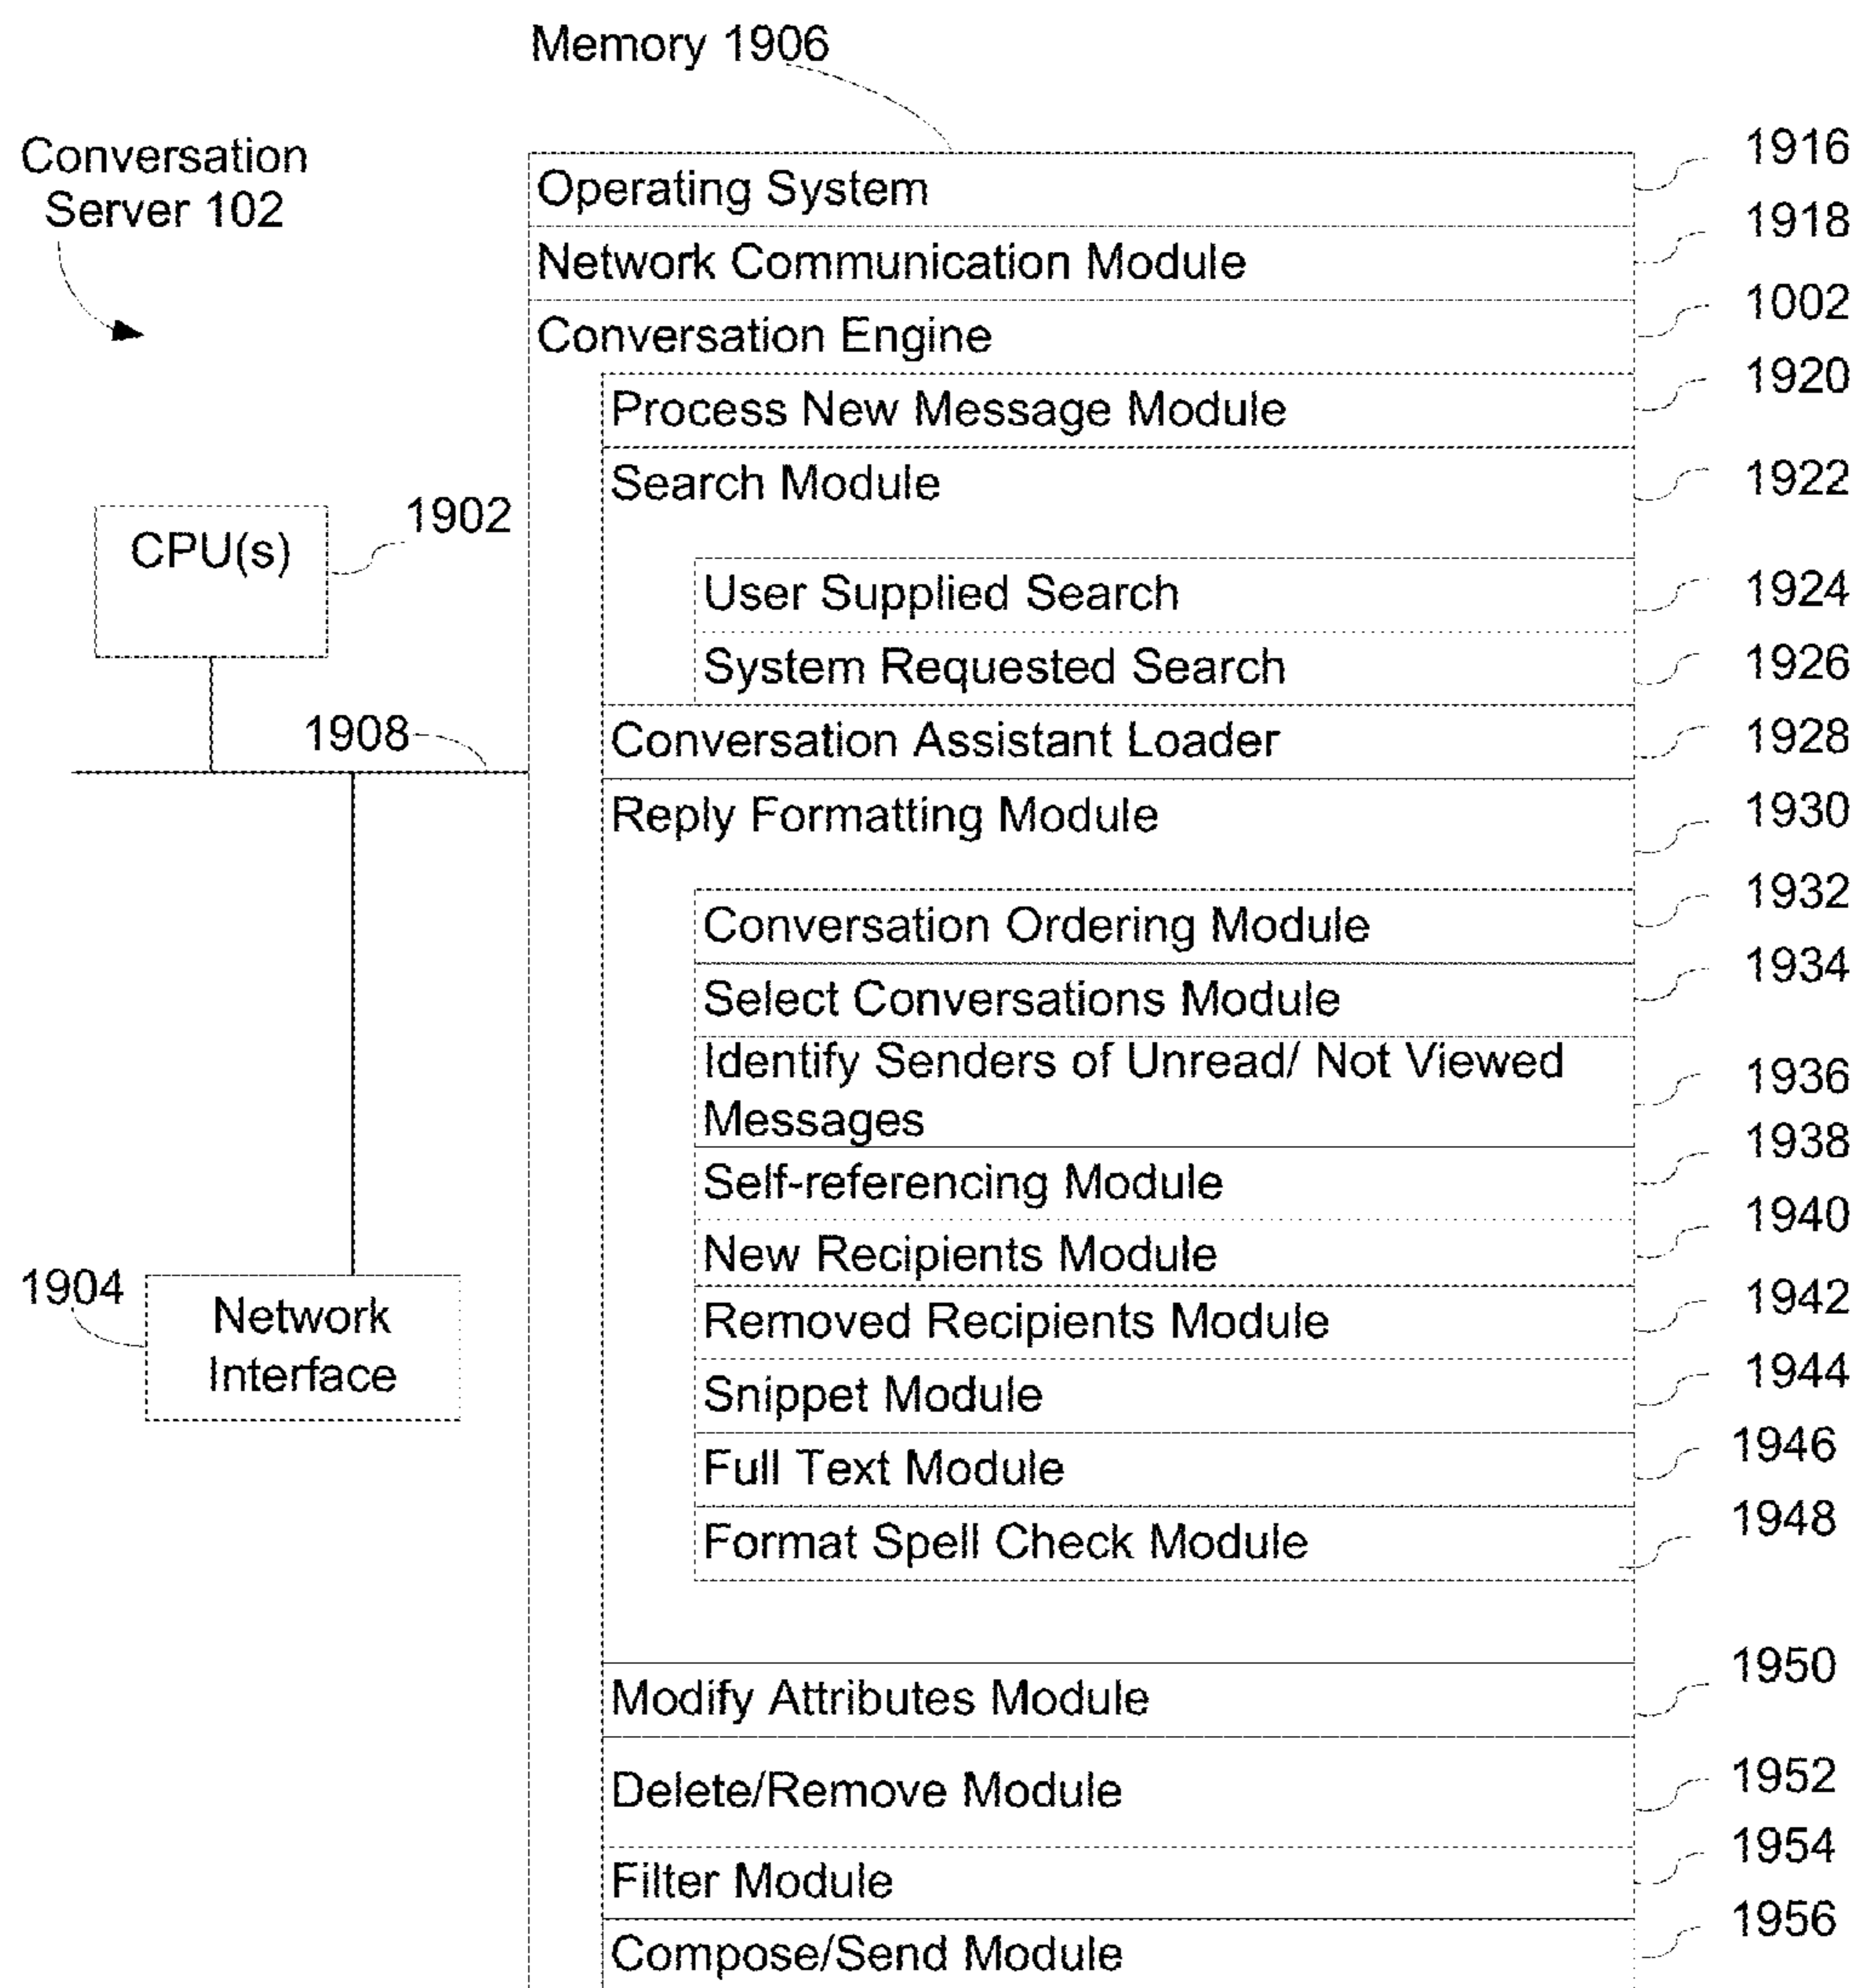 Memory 1906
Conversation
Server 102
Operating System
1916
Network Communication Module
1918
Conversation Engine
1002
Process New Message Module
1920
Search Module
1922
CPU(s)
1902
User Supplied Search
1924
System Requested Search
1926
1908
Conversation Assistant Loader
1928
Reply Formatting Module
1930
Conversation Ordering Module
1932
Select Conversations Module
1934
Identify Senders of Unread/ Not Viewed
Messages
1936
Self-referencing Module
1938
New Recipients Module
1940
1904
Network
Interface
Removed Recipients Module
1942
Snippet Module
1944
Full Text Module
1946
Format Spell Check Module
1948
Modify Attributes Module
1950
Delete/Remove Module
1952
Filter Module
1954
Compose/Send Module
1956